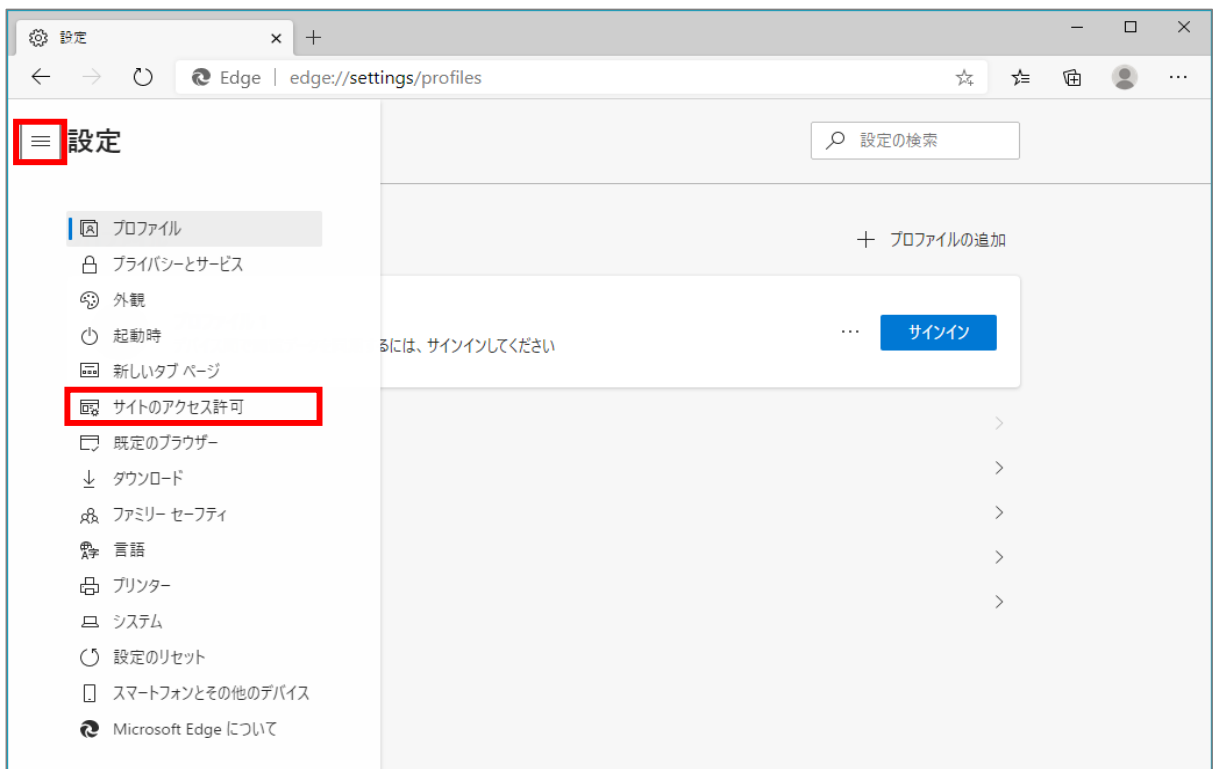 設定
Edge | edge://settings/profiles
設定
設定の検索
プロファイル
プロファイルの追加
プライバシーとサービス
外観
起動時
るには、サインインしてください
サインイン
新しいタブ ページ
サイトのアクセス許可
既定のブラウザー
ダウンロード
ファミリー セーフティ
言語
プリンター
システム
設定のリセット
スマートフォンとその他のデバイス
Microsoft Edge について